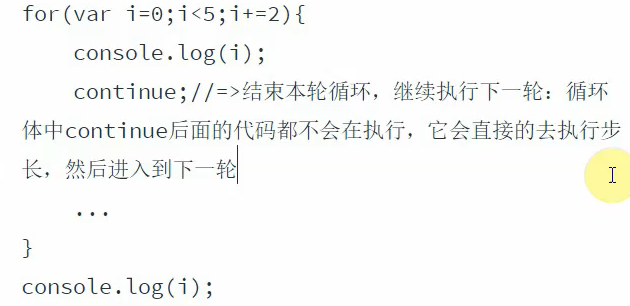 for(var i=0;i<5;i+=2){
    console.log(i);
    continue;//=>结束本轮循环，继续执行下一轮：循环
体中continue后面的代码都不会在执行，它会直接的去执行步
长，然后进入到下一轮
    ...
}
console.log(i);